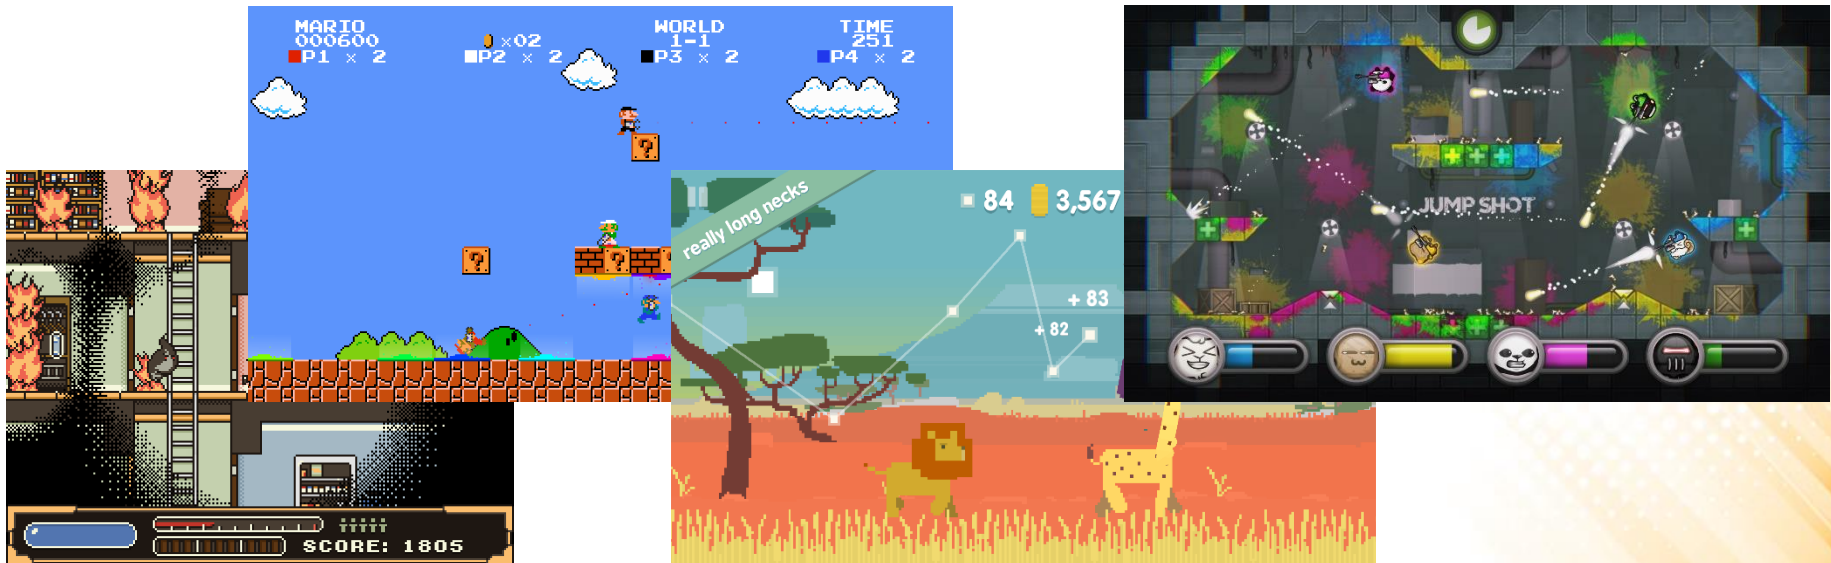 MARIO
000600
×02
WORLD
1-1
TIME
251
P1 × 2
P2 × 2
P3 × 2
P4 × 2
really long necks
84
3,567
+ 83
+ 82
JUMP SHOT
SCORE: 1805